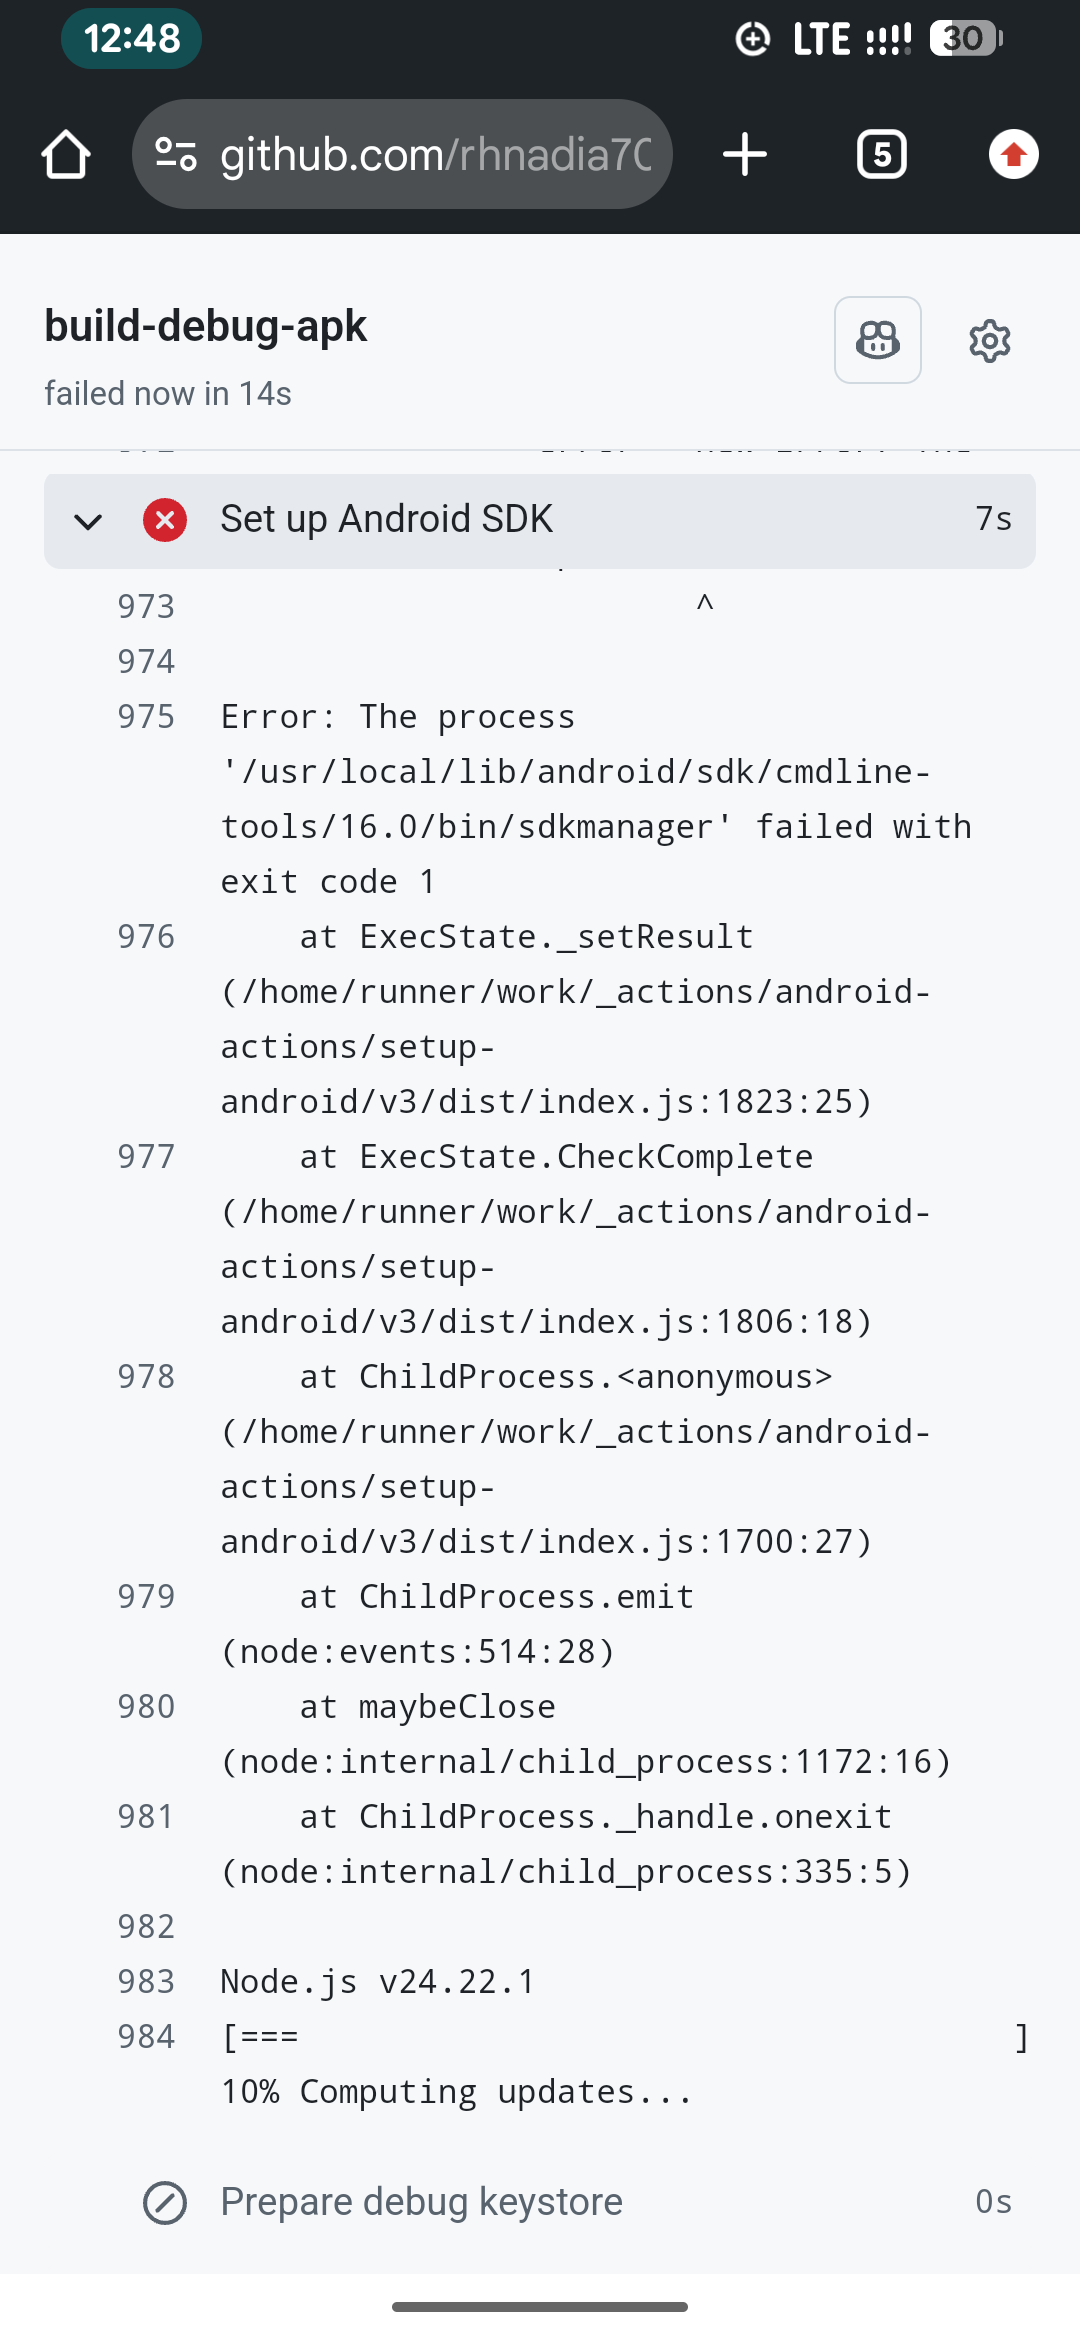 12:48
LTE
30
github.com/rhnadia7
5
build-debug-apk
failed now in 14s
Set up Android SDK 7s
973 ^
974
975 Error: The process
'/usr/local/lib/android/sdk/cmdline-
tools/16.0/bin/sdkmanager' failed with
exit code 1
976 at ExecState._setResult
(/home/runner/work/_actions/android-
actions/setup-
android/v3/dist/index.js:1823:25)
977 at ExecState.CheckComplete
(/home/runner/work/_actions/android-
actions/setup-
android/v3/dist/index.js:1806:18)
978 at ChildProcess.<anonymous>
(/home/runner/work/_actions/android-
actions/setup-
android/v3/dist/index.js:1700:27)
979 at ChildProcess.emit
(node:events:514:28)
980 at maybeClose
(node:internal/child_process:1172:16)
981 at ChildProcess._handle.onexit
(node:internal/child_process:335:5)
982
983 Node.js v24.22.1
984 [=== ]
10% Computing updates...
Prepare debug keystore 0s